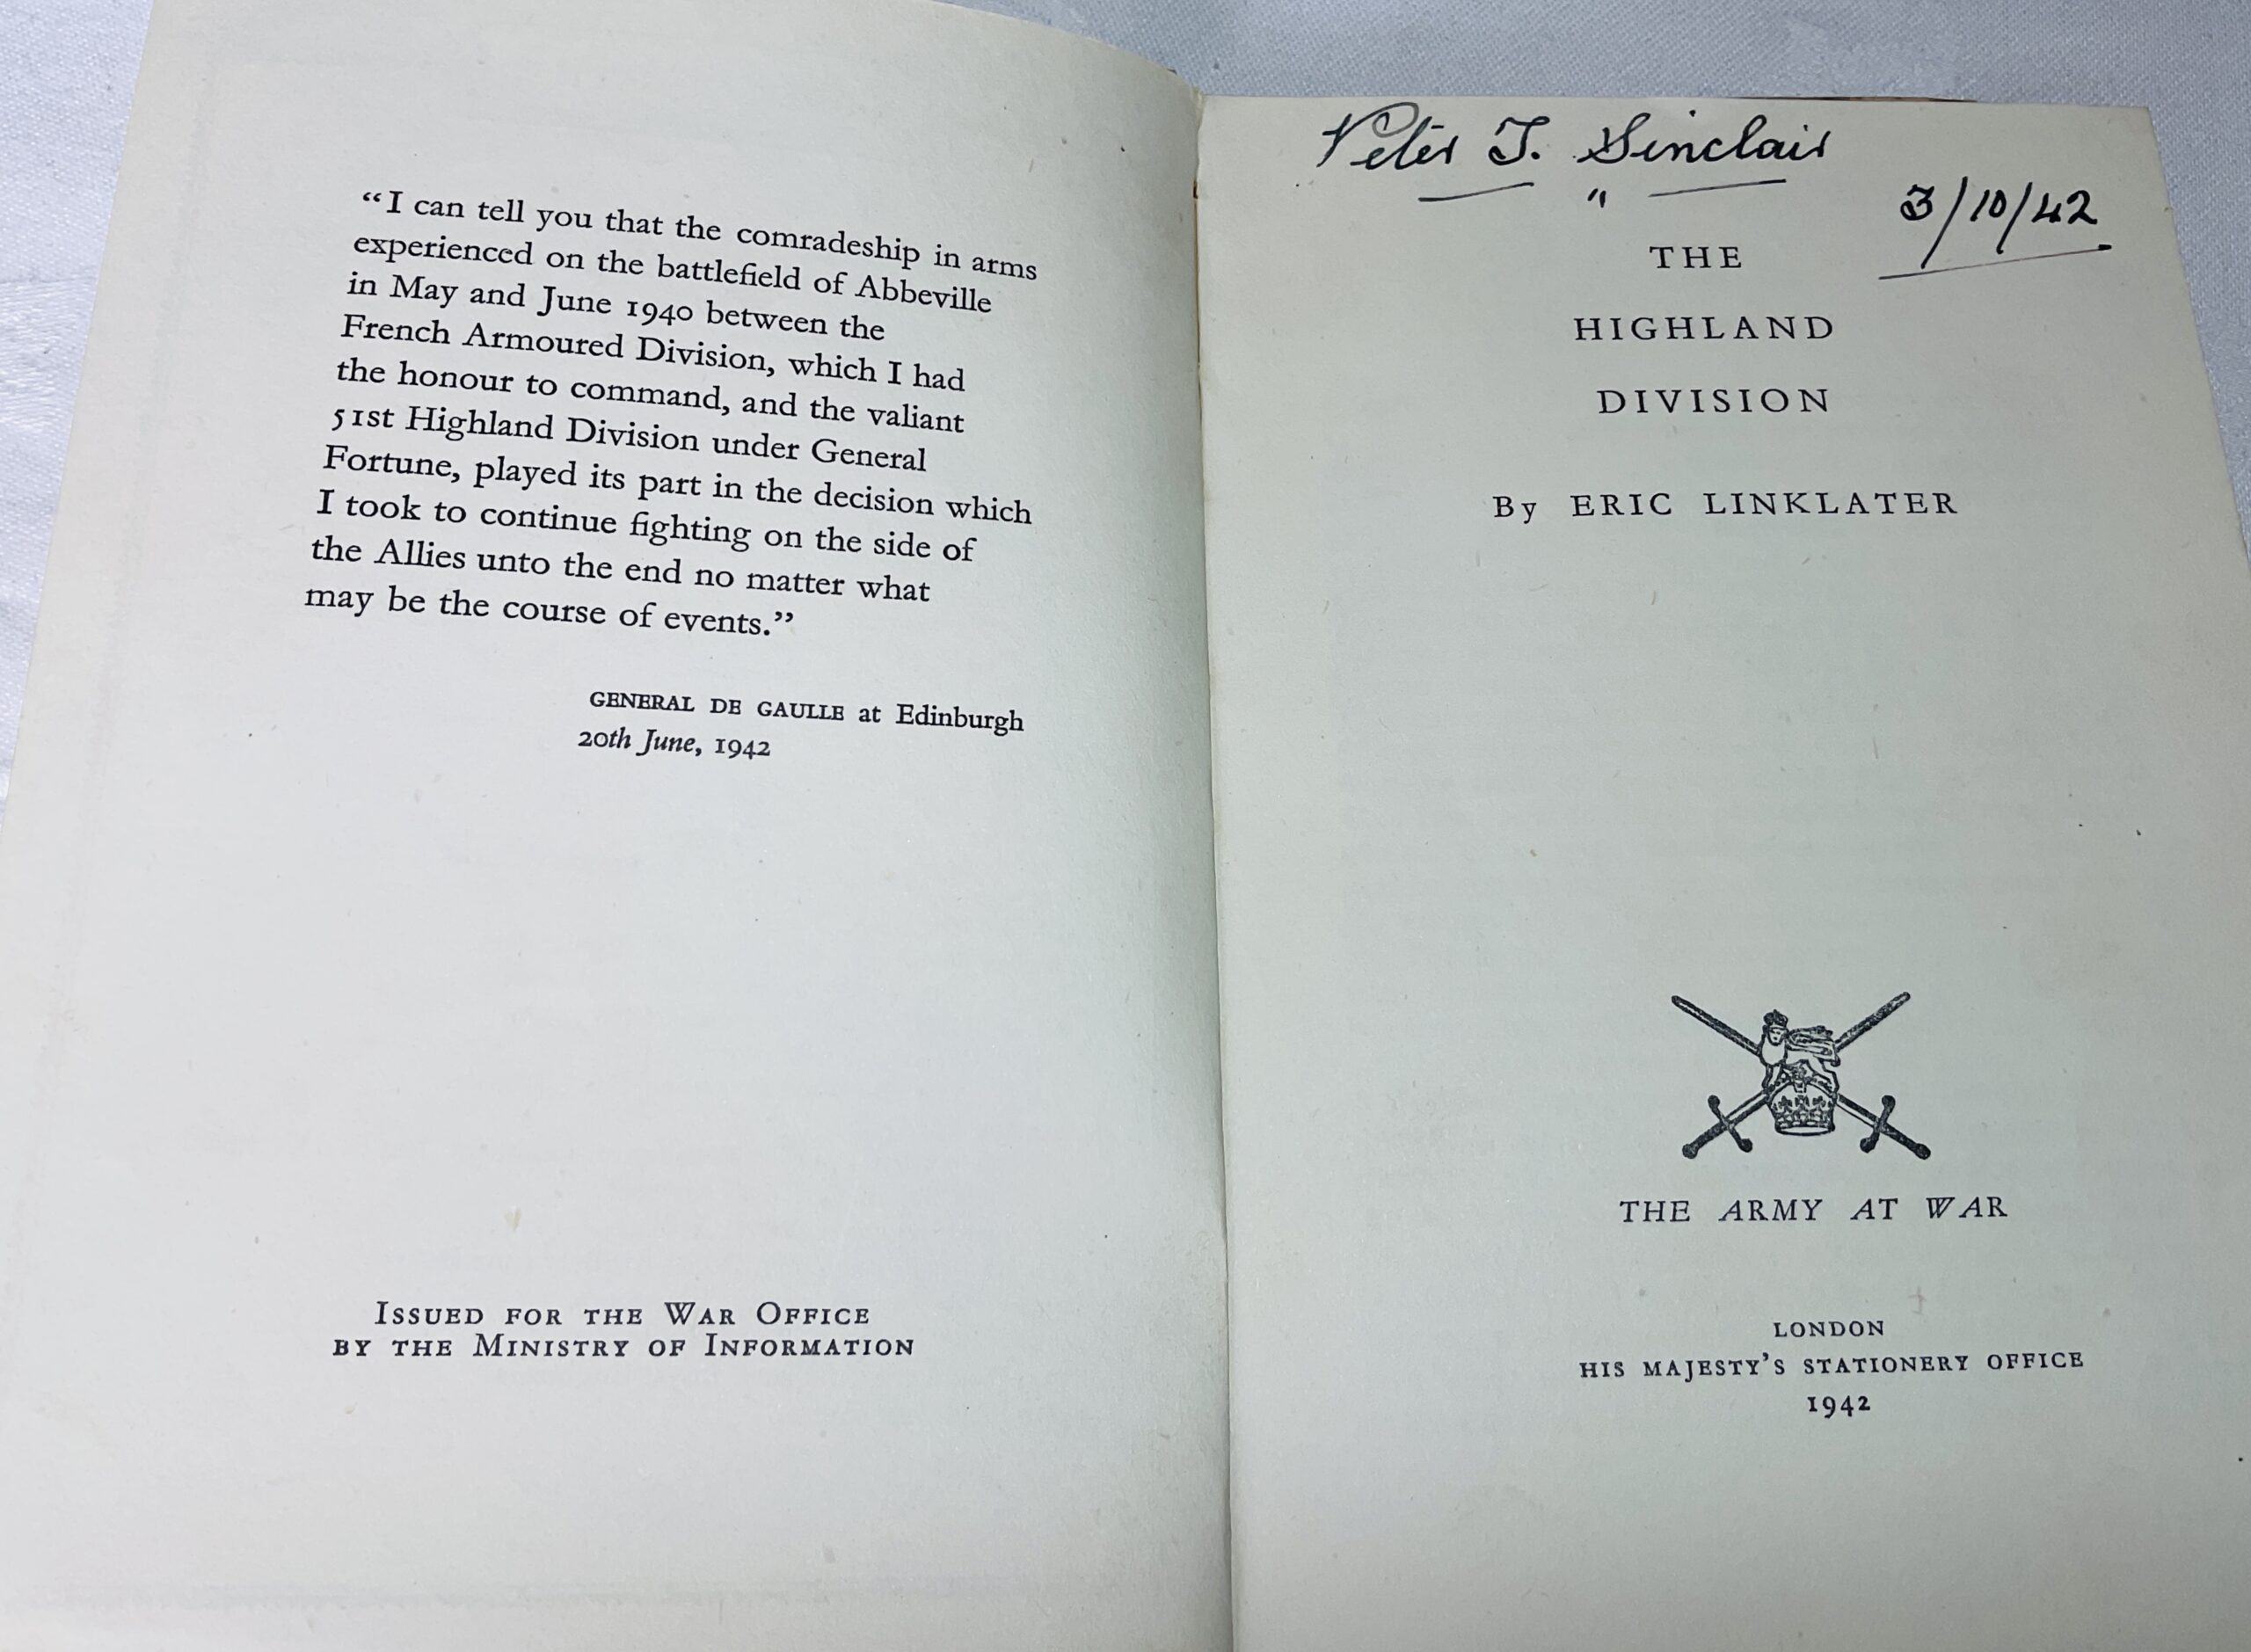 “I can tell you that the comradeship in arms
experienced on the battlefield of Abbeville
in May and June 1940 between the
French Armoured Division, which I had
the honour to command, and the valiant
51st Highland Division under General
Fortune, played its part in the decision which
I took to continue fighting on the side of
the Allies unto the end no matter what
may be the course of events.”
GENERAL DE GAULLE at Edinburgh
20th June, 1942
ISSUED FOR THE WAR OFFICE
BY THE MINISTRY OF INFORMATION
Peter J. Sinclair
"
3/10/42
THE
HIGHLAND
DIVISION
By ERIC LINKLATER
THE ARMY AT WAR
LONDON
HIS MAJESTY’S STATIONERY OFFICE
1942